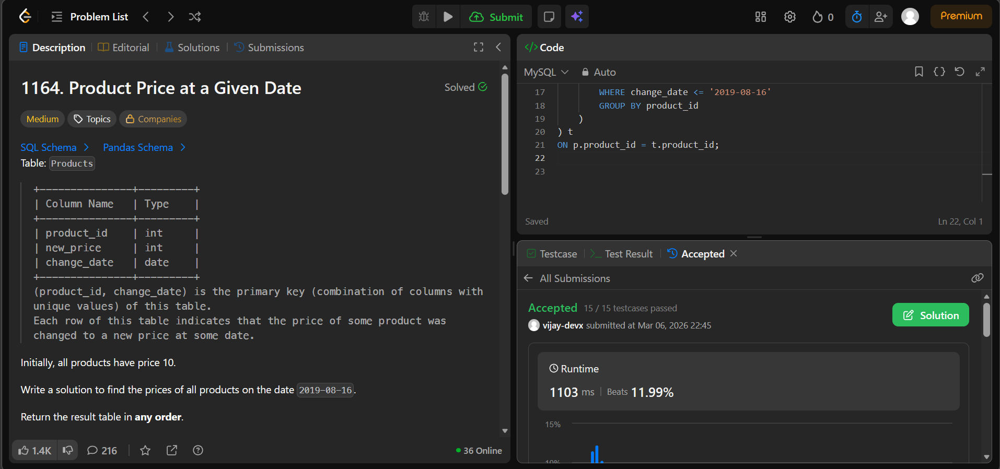 Problem List
Submit
0
Premium
Description
Editorial
Solutions
Submissions
1164. Product Price at a Given Date
Solved
Medium
Topics
Companies
SQL Schema
Pandas Schema
Table: Products
+---------------+---------+
| Column Name   | Type    |
+---------------+---------+
| product_id    | int     |
| new_price     | int     |
| change_date   | date    |
+---------------+---------+
(product_id, change_date) is the primary key (combination of columns with
unique values) of this table.
Each row of this table indicates that the price of some product was
changed to a new price at some date.
Initially, all products have price 10.
Write a solution to find the prices of all products on the date 2019-08-16.
Return the result table in any order.
1.4K
216
36 Online
</> Code
MySQL
Auto
17 WHERE change_date <= '2019-08-16'
18 GROUP BY product_id
19 )
20 ) t
21 ON p.product_id = t.product_id;
22
23
Saved
Ln 22, Col 1
Testcase
Test Result
Accepted
All Submissions
Accepted 15 / 15 testcases passed
vijay-devx submitted at Mar 06, 2026 22:45
Solution
Runtime
1103 ms | Beats 11.99%
15%
10%